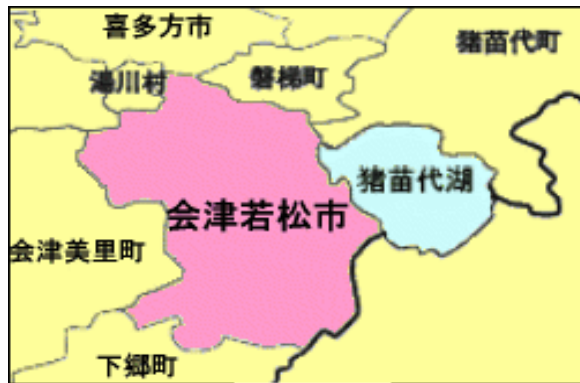 喜多方市
猪苗代町
湯川村
磐梯町
猪苗代湖
会津若松市
会津美里町
下郷町